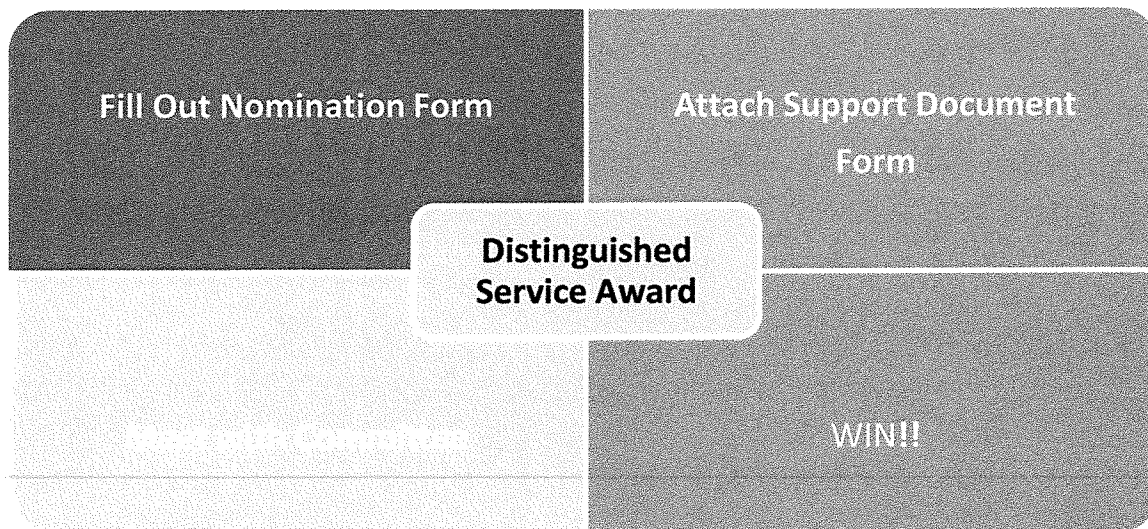 Fill Out Nomination Form
Attach Support Document
Form
Distinguished
Service Award
WIN!!